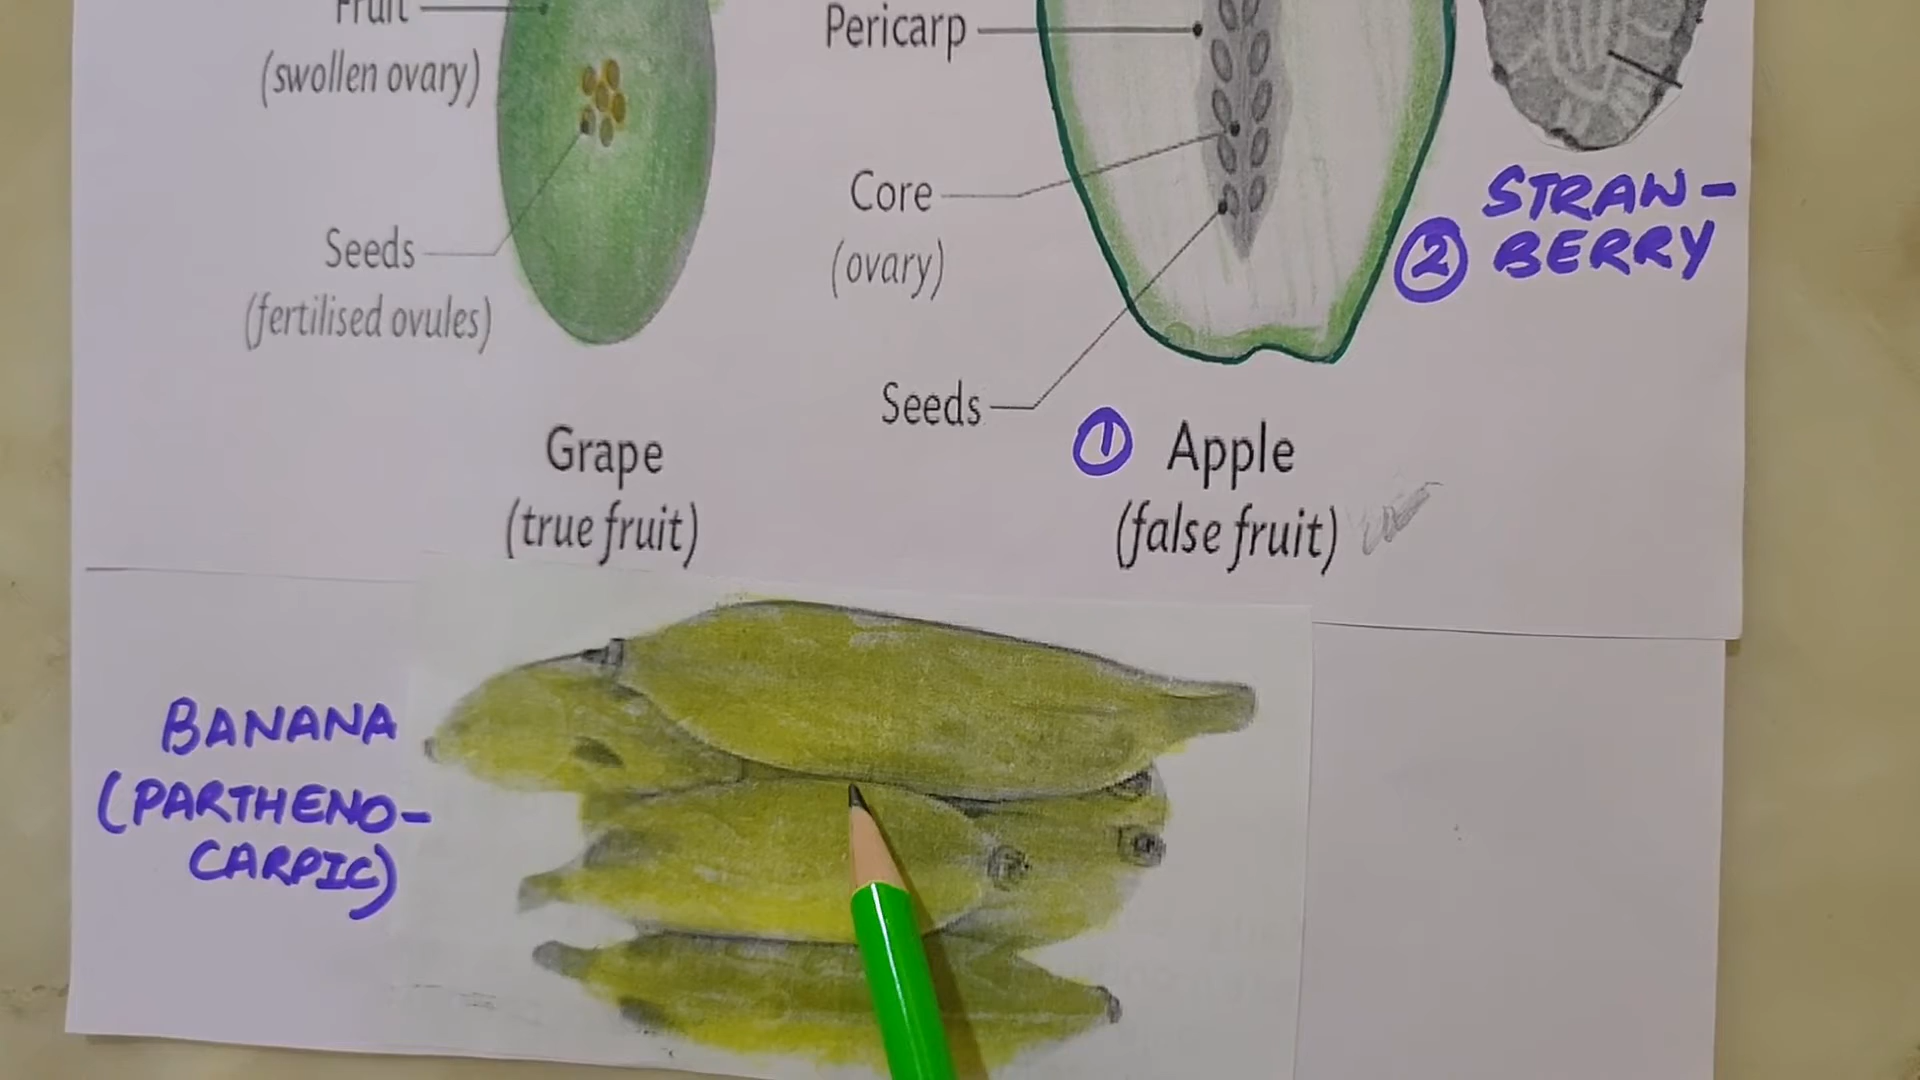 Fruit
(swollen ovary)
Seeds
(fertilised ovules)
Grape
(true fruit)
Pericarp
Core
(ovary)
Seeds
① Apple
(false fruit)
STRAW-
② BERRY
BANANA
(PARTHENO-
CARPIC)